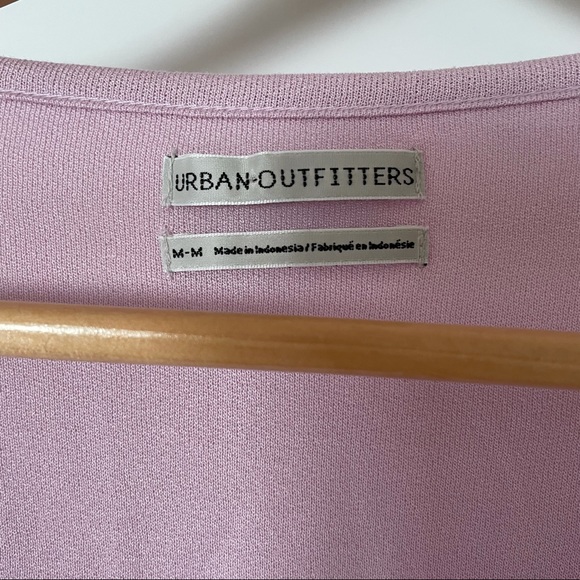 URBAN-OUTFITTERS
M-M Made in Indonesia / Fabriqué en Indonésie